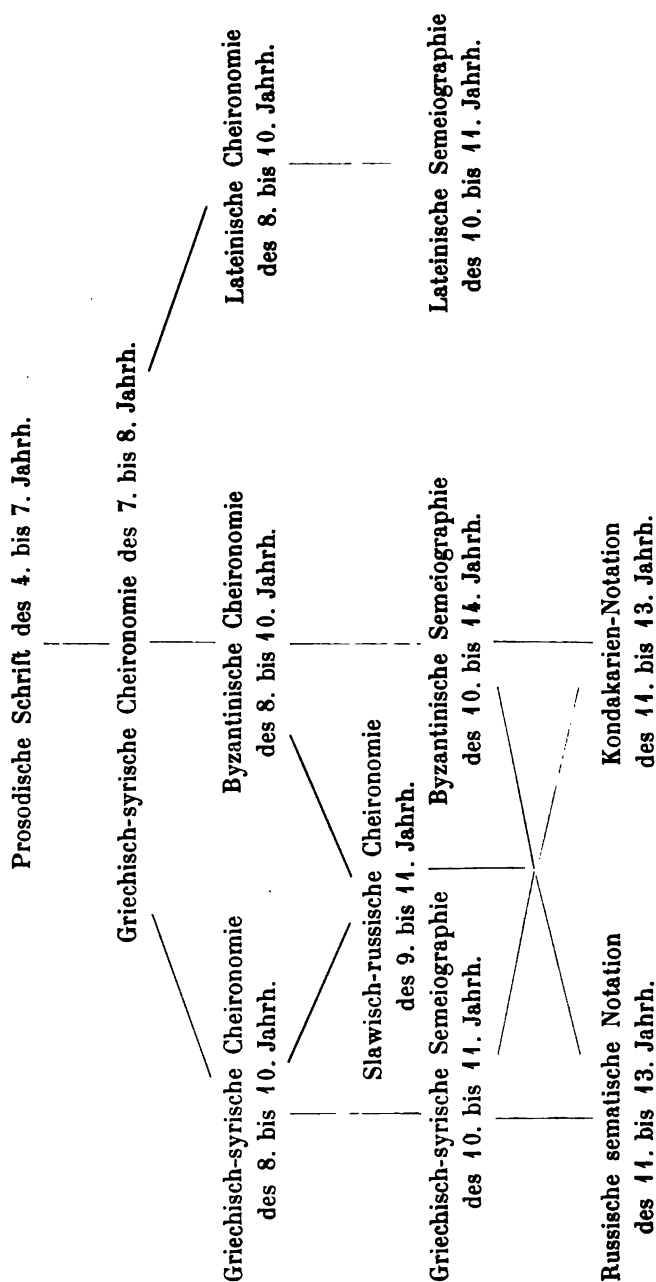 Prosodische Schrift des 4. bis 7. Jahrh.
Griechisch-syrische Cheironomie des 7. bis 8. Jahrh.
Griechisch-syrische Cheironomie
des 8. bis 10. Jahrh.
Byzantinische Cheironomie
des 8. bis 10. Jahrh.
Lateinische Cheironomie
des 8. bis 10. Jahrh.
Slawisch-russische Cheironomie
des 9. bis 11. Jahrh.
Griechisch-syrische Semeiographie
des 10. bis 11. Jahrh.
Byzantinische Semeiographie
des 10. bis 14. Jahrh.
Lateinische Semeiographie
des 10. bis 11. Jahrh.
Russische sematische Notation
des 11. bis 13. Jahrh.
Kondakarien-Notation
des 11. bis 13. Jahrh.